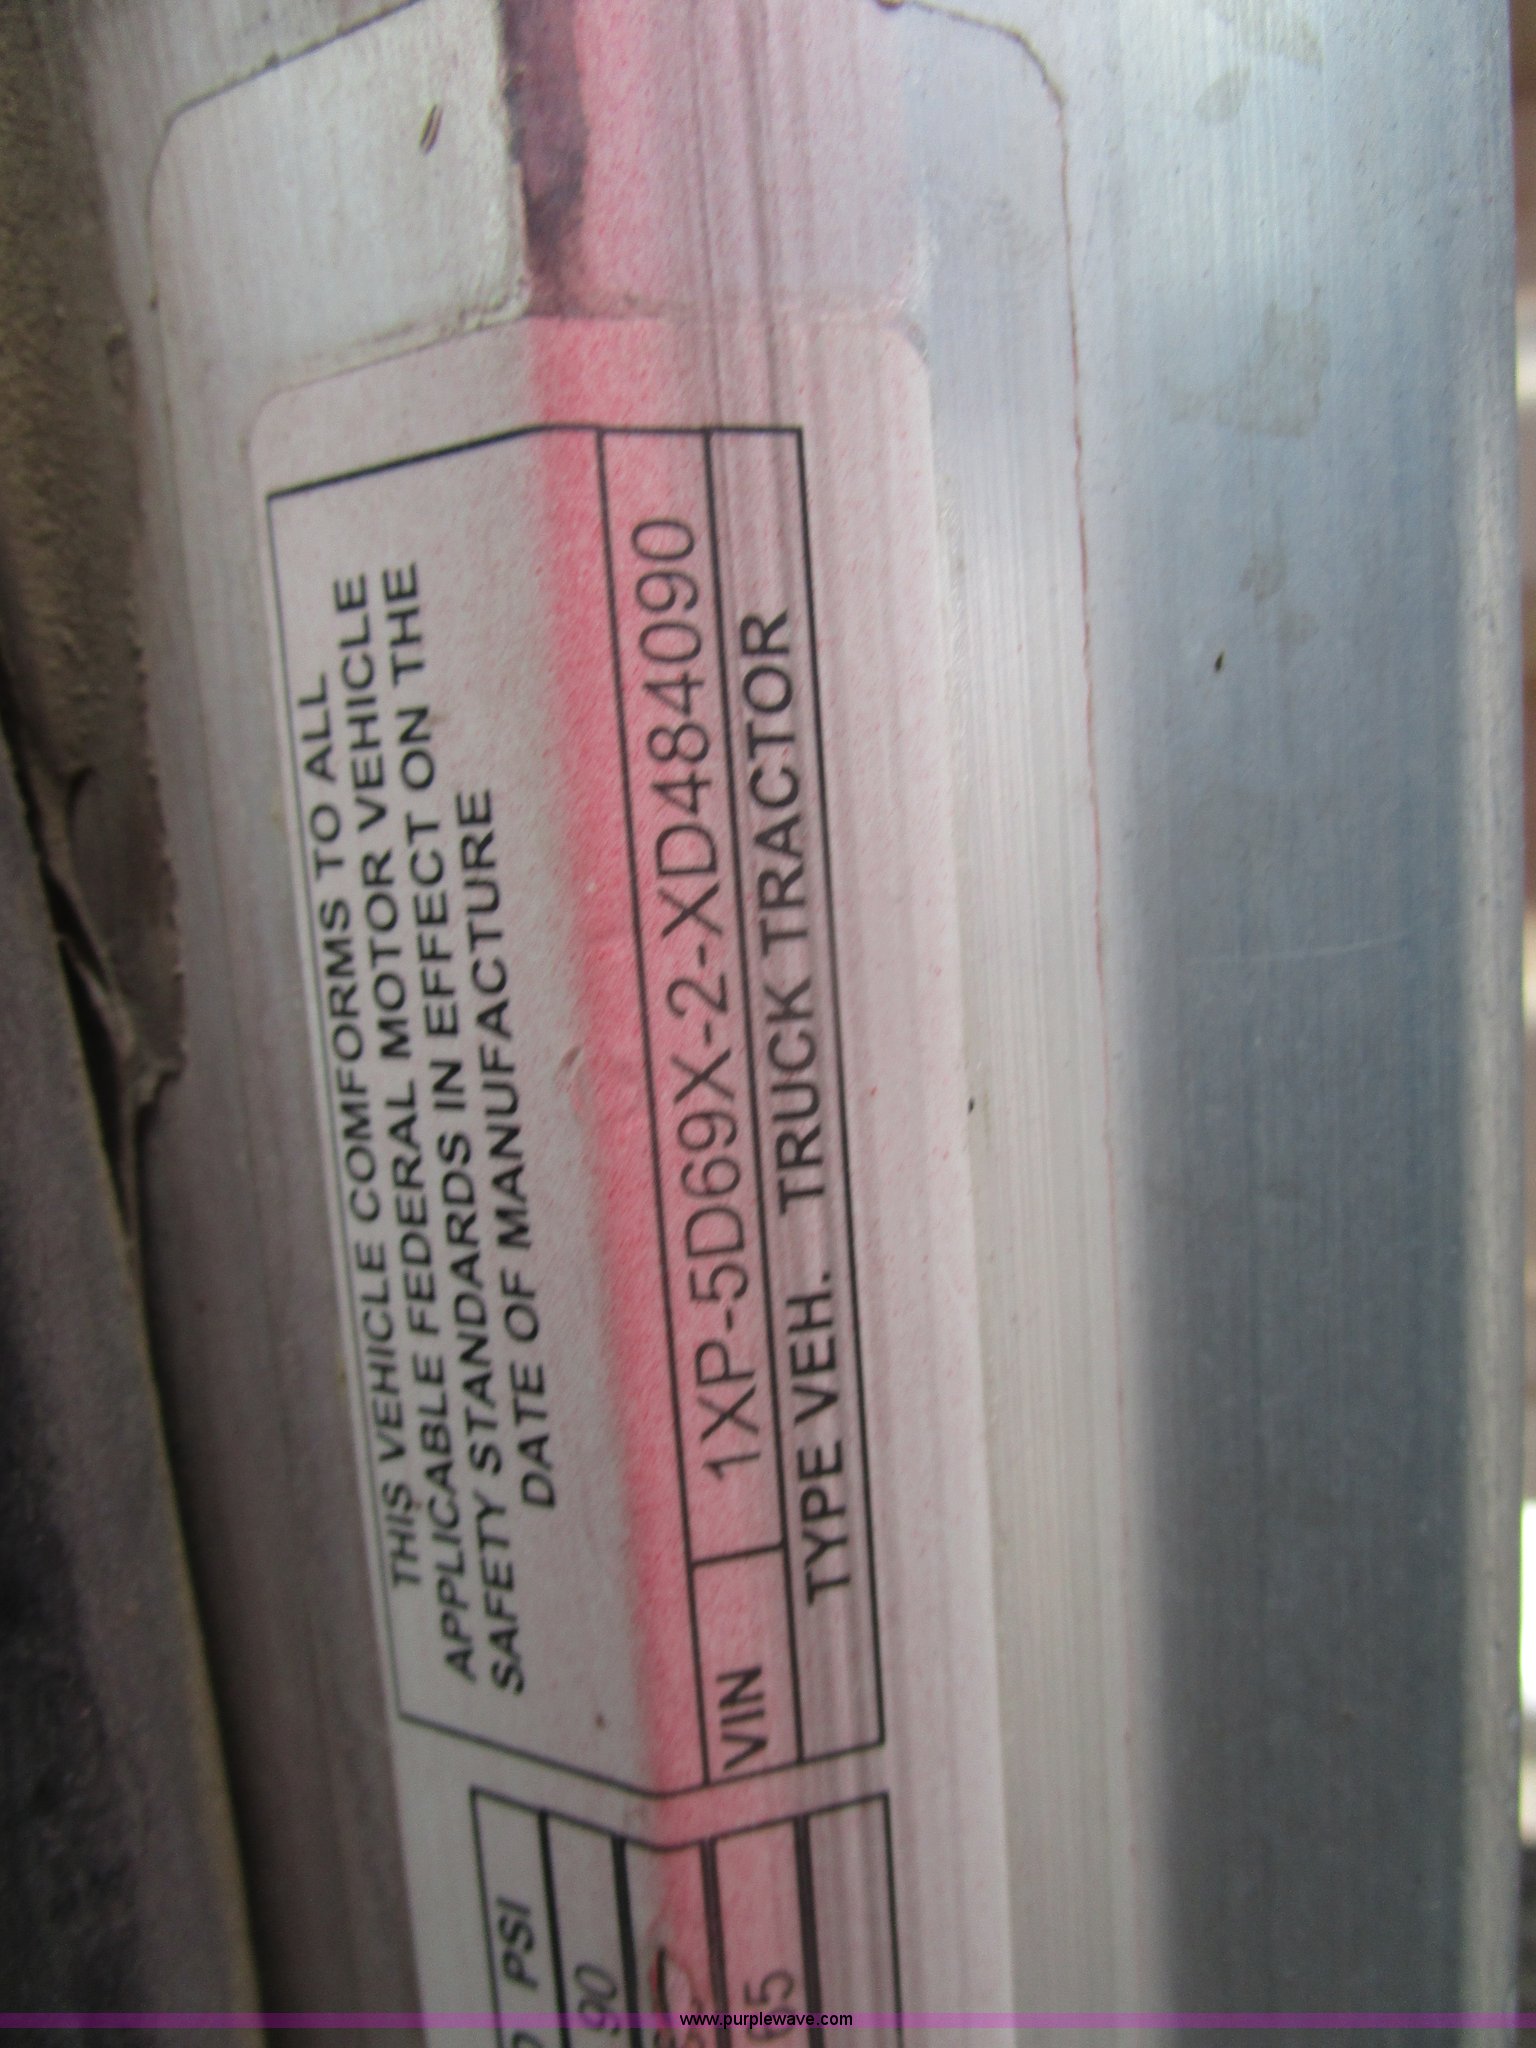 THIS VEHICLE COMFORMS TO ALL
APPLICABLE FEDERAL MOTOR VEHICLE
SAFETY STANDARDS IN EFFECT ON THE
DATE OF MANUFACTURE
VIN 1XP-5D69X-2-XD484090
TYPE VEH. TRUCK TRACTOR
PSI
90
65
www.purplewave.com